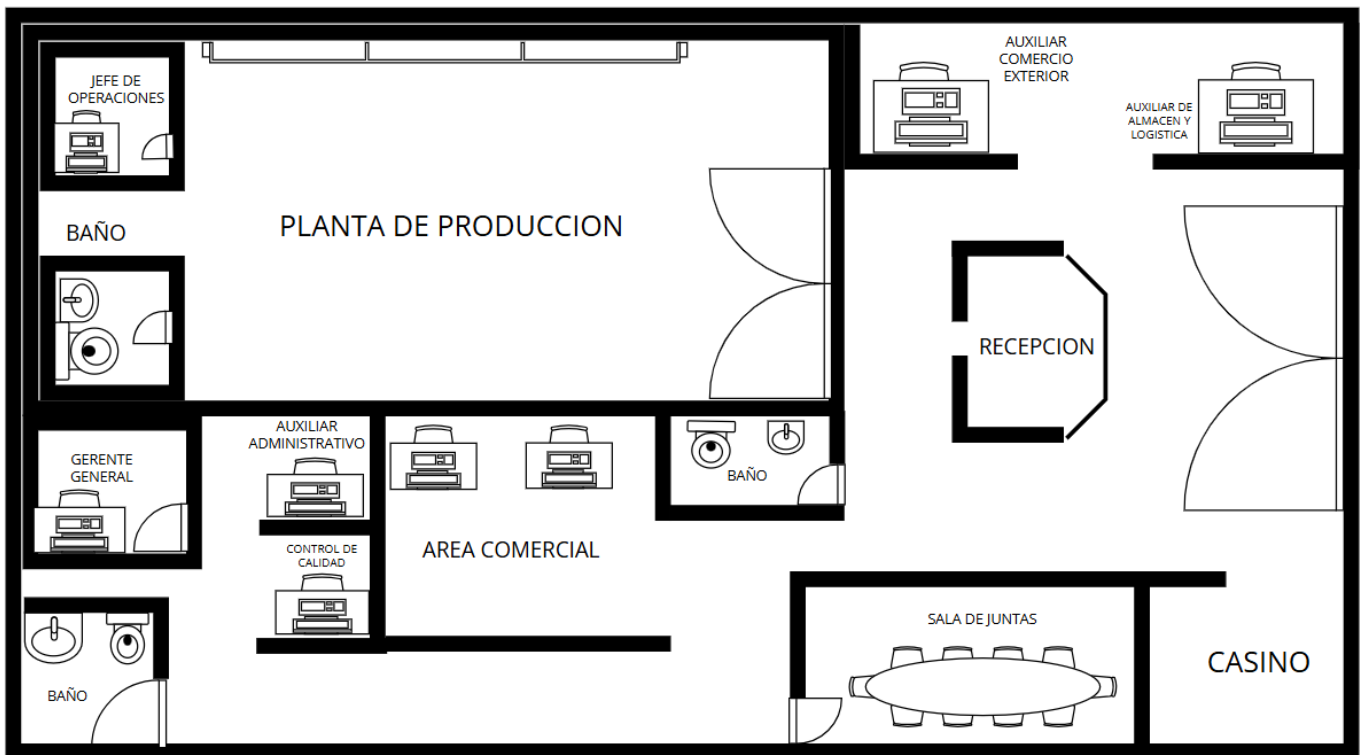 JEFE DE
OPERACIONES
AUXILIAR
COMERCIO
EXTERIOR
AUXILIAR DE
ALMACEN Y
LOGISTICA
BAÑO
PLANTA DE PRODUCCION
RECEPCION
GERENTE
GENERAL
AUXILIAR
ADMINISTRATIVO
BAÑO
CONTROL DE
CALIDAD
AREA COMERCIAL
BAÑO
SALA DE JUNTAS
CASINO